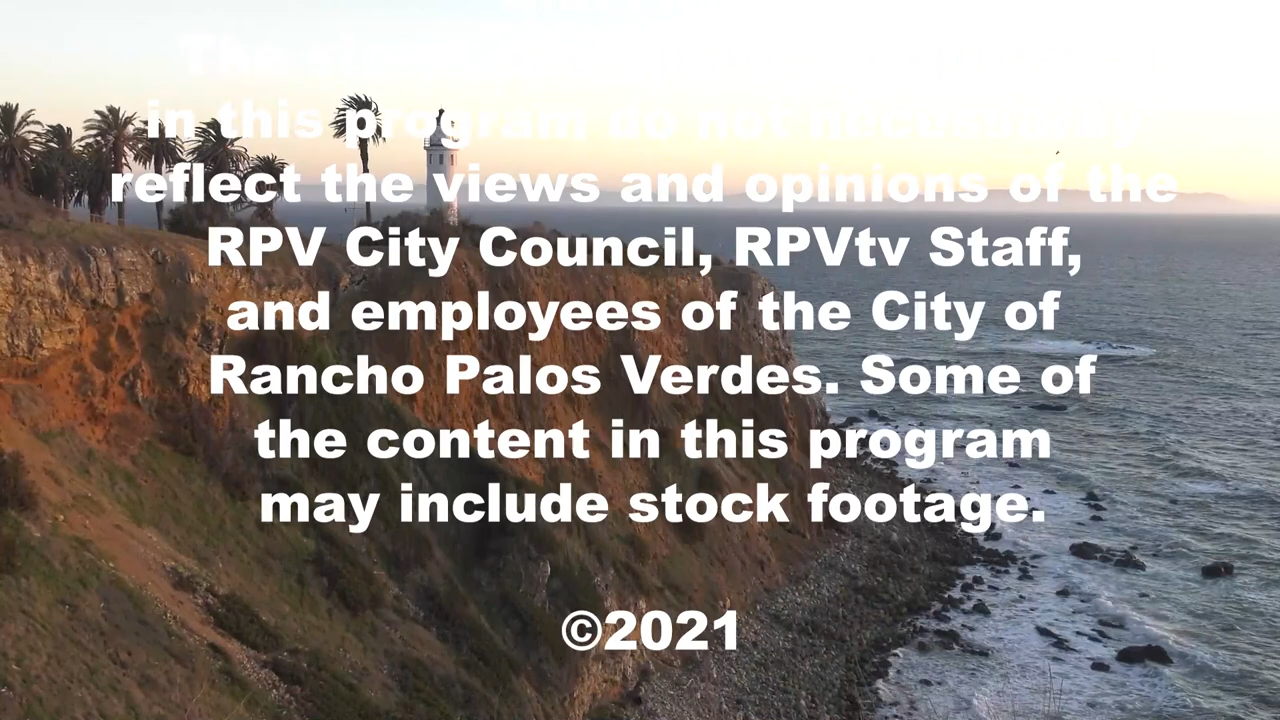 The
in this program do not necessarily
reflect the views and opinions of the
RPV City Council, RPVtv Staff,
and employees of the City of
Rancho Palos Verdes. Some of
the content in this program
may include stock footage.
©2021